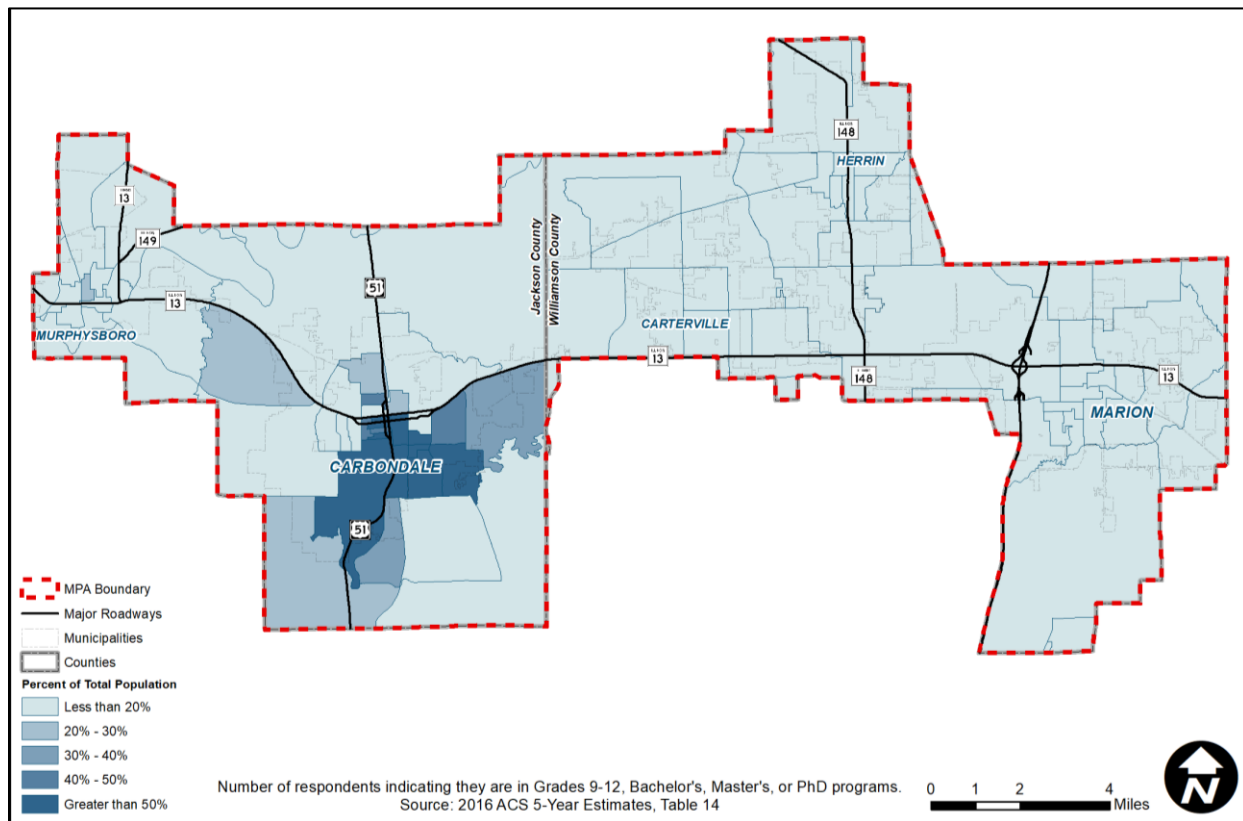 148
HERRIN
13
149
51
Jackson County
Williamson County
13
MURPHYSBORO
CARTERVILLE
13
148
13
MARION
CARBONDALE
51
MPA Boundary
Major Roadways
Municipalities
Counties
Percent of Total Population
Less than 20%
20% - 30%
30% - 40%
40% - 50%
Greater than 50%
Number of respondents indicating they are in Grades 9-12, Bachelor's, Master's, or PhD programs.
Source: 2016 ACS 5-Year Estimates, Table 14
0 1 2 4
Miles
N